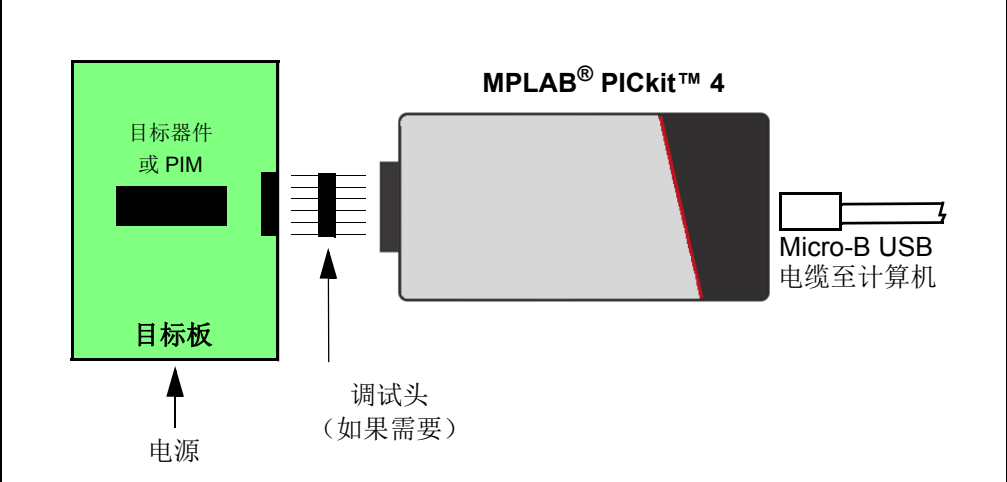 MPLAB® PICkit™ 4
目标器件
或 PIM
Micro-B USB
电缆至计算机
目标板
调试头
（如果需要）
电源